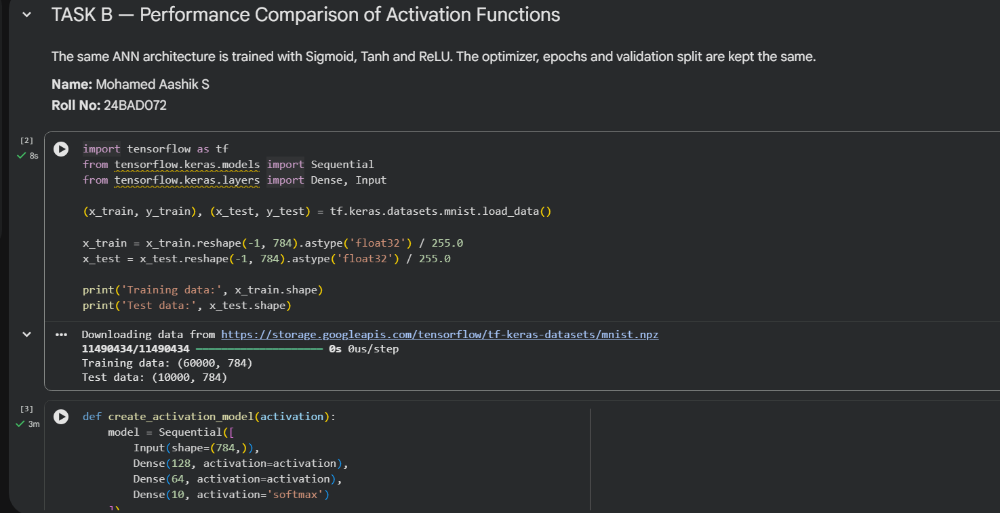 TASK B — Performance Comparison of Activation Functions
The same ANN architecture is trained with Sigmoid, Tanh and ReLU. The optimizer, epochs and validation split are kept the same.
Name: Mohamed Aashik S
Roll No: 24BAD072
[2]
8s
import tensorflow as tf
from tensorflow.keras.models import Sequential
from tensorflow.keras.layers import Dense, Input
(x_train, y_train), (x_test, y_test) = tf.keras.datasets.mnist.load_data()
x_train = x_train.reshape(-1, 784).astype('float32') / 255.0
x_test = x_test.reshape(-1, 784).astype('float32') / 255.0
print('Training data:', x_train.shape)
print('Test data:', x_test.shape)
Downloading data from https://storage.googleapis.com/tensorflow/tf-keras-datasets/mnist.npz
11490434/11490434 ━━━━━━━━━━━━━━━━━━━━ 0s 0us/step
Training data: (60000, 784)
Test data: (10000, 784)
[3]
3m
def create_activation_model(activation):
    model = Sequential([
        Input(shape=(784,)),
        Dense(128, activation=activation),
        Dense(64, activation=activation),
        Dense(10, activation='softmax')
    ])